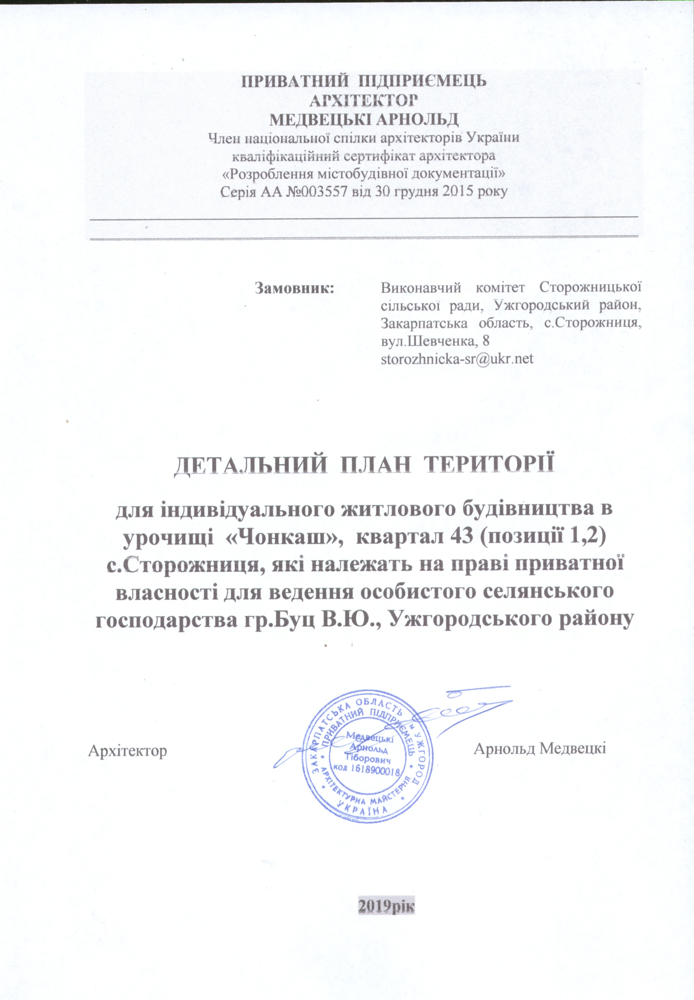 ПРИВАТНИЙ ПІДПРИЄМЕЦЬ
АРХІТЕКТОР
МЕДВЕЦЬКІ АРНОЛЬД
Член національної спілки архітекторів України
кваліфікаційний сертифікат архітектора
«Розроблення містобудівної документації»
Серія АА №003557 від 30 грудня 2015 року
Замовник:
Виконавчий комітет Сторожницької
сільської ради, Ужгородський район,
Закарпатська область, с.Сторожниця,
вул.Шевченка, 8
storozhnicka-sr@ukr.net
ДЕТАЛЬНИЙ ПЛАН ТЕРИТОРІЇ
для індивідуального житлового будівництва в
урочищі «Чонкаш», квартал 43 (позиції 1,2)
с.Сторожниця, які належать на праві приватної
власності для ведення особистого селянського
господарства гр.Буц В.Ю., Ужгородського району
Архітектор
ЗАКАРПАТСЬКА ОБЛАСТЬ м УЖГОРОД
* УКРАЇНА *
* ПРИВАТНИЙ ПІДПРИЄМЕЦЬ *
АРХІТЕКТУРНА МАЙСТЕРНЯ
Медвецькі
Арнольд
Тіборович
код 1618900018
Арнольд Медвецкі
2019рік